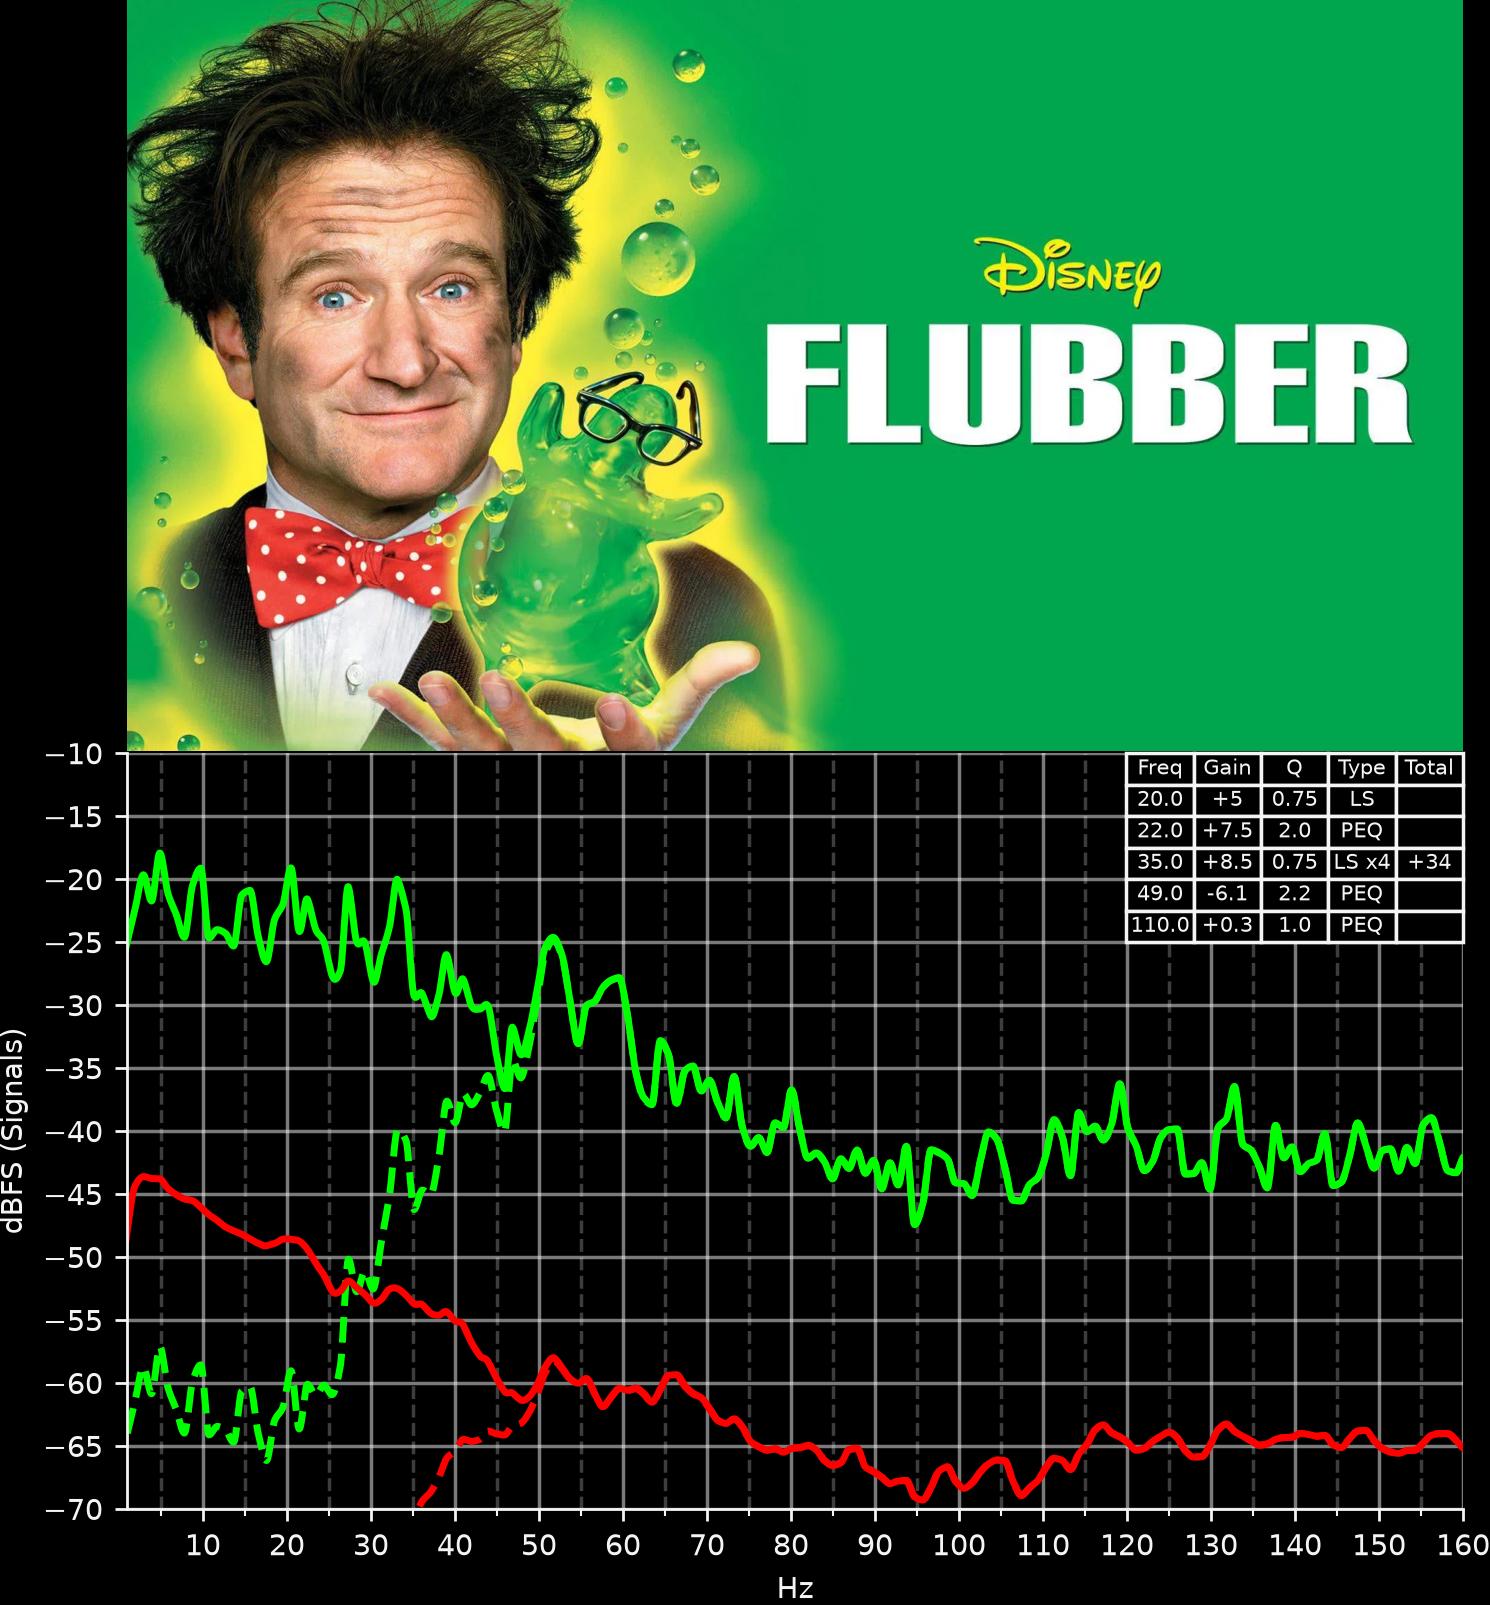 DISNEY
FLUBBER
Freq Gain Q Type Total
20.0 +5 0.75 LS
22.0 +7.5 2.0 PEQ
35.0 +8.5 0.75 LS x4 +34
49.0 -6.1 2.2 PEQ
110.0 +0.3 1.0 PEQ
−10
−15
−20
−25
−30
−35
−40
−45
−50
−55
−60
−65
−70
dBFS (Signals)
10 20 30 40 50 60 70 80 90 100 110 120 130 140 150 160
Hz